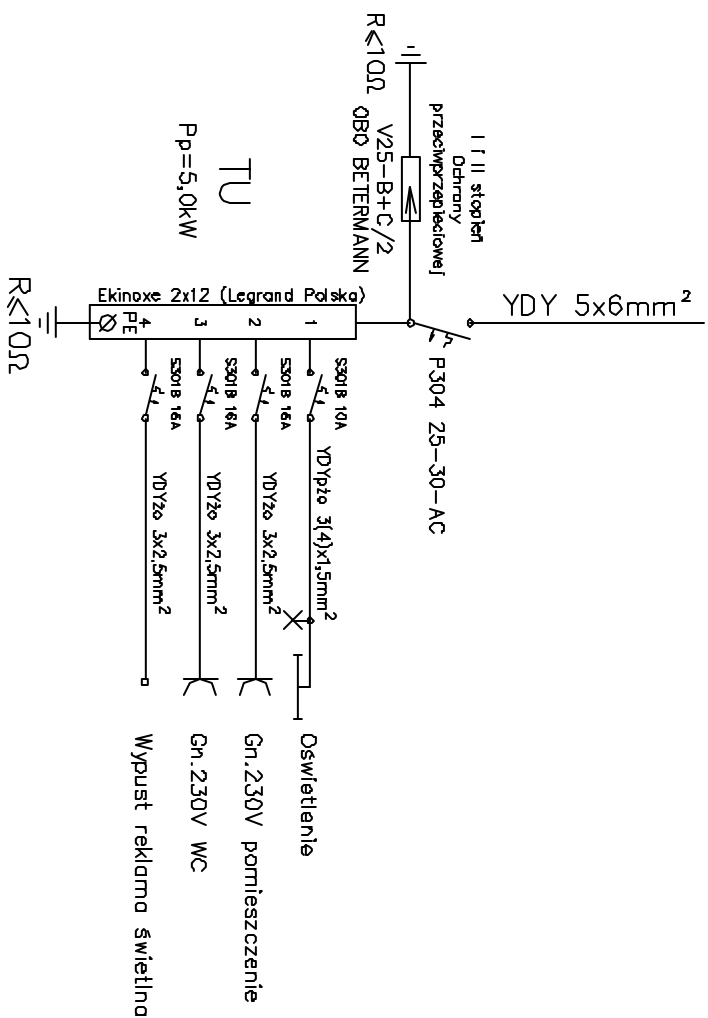 YDY 5x6mm²
I i II stopień
Ochrony
przeciwprzepięciowej
V25-B+C/2
OBO BETERMANN
R≤10Ω
P304 25-30-AC
TU
Pp=5,0kW
Ekinoxe 2x12 (Legrand Polska)
R≤10Ω
PE
1
S301B 10A
YDYpżo 3(4)x1,5mm²
Oświetlenie
2
S301B 16A
YDYżo 3x2,5mm²
Gn.230V pomieszczenie
3
S301B 16A
YDYżo 3x2,5mm²
Gn.230V WC
4
S301B 16A
YDYżo 3x2,5mm²
Wypust reklama świetlna